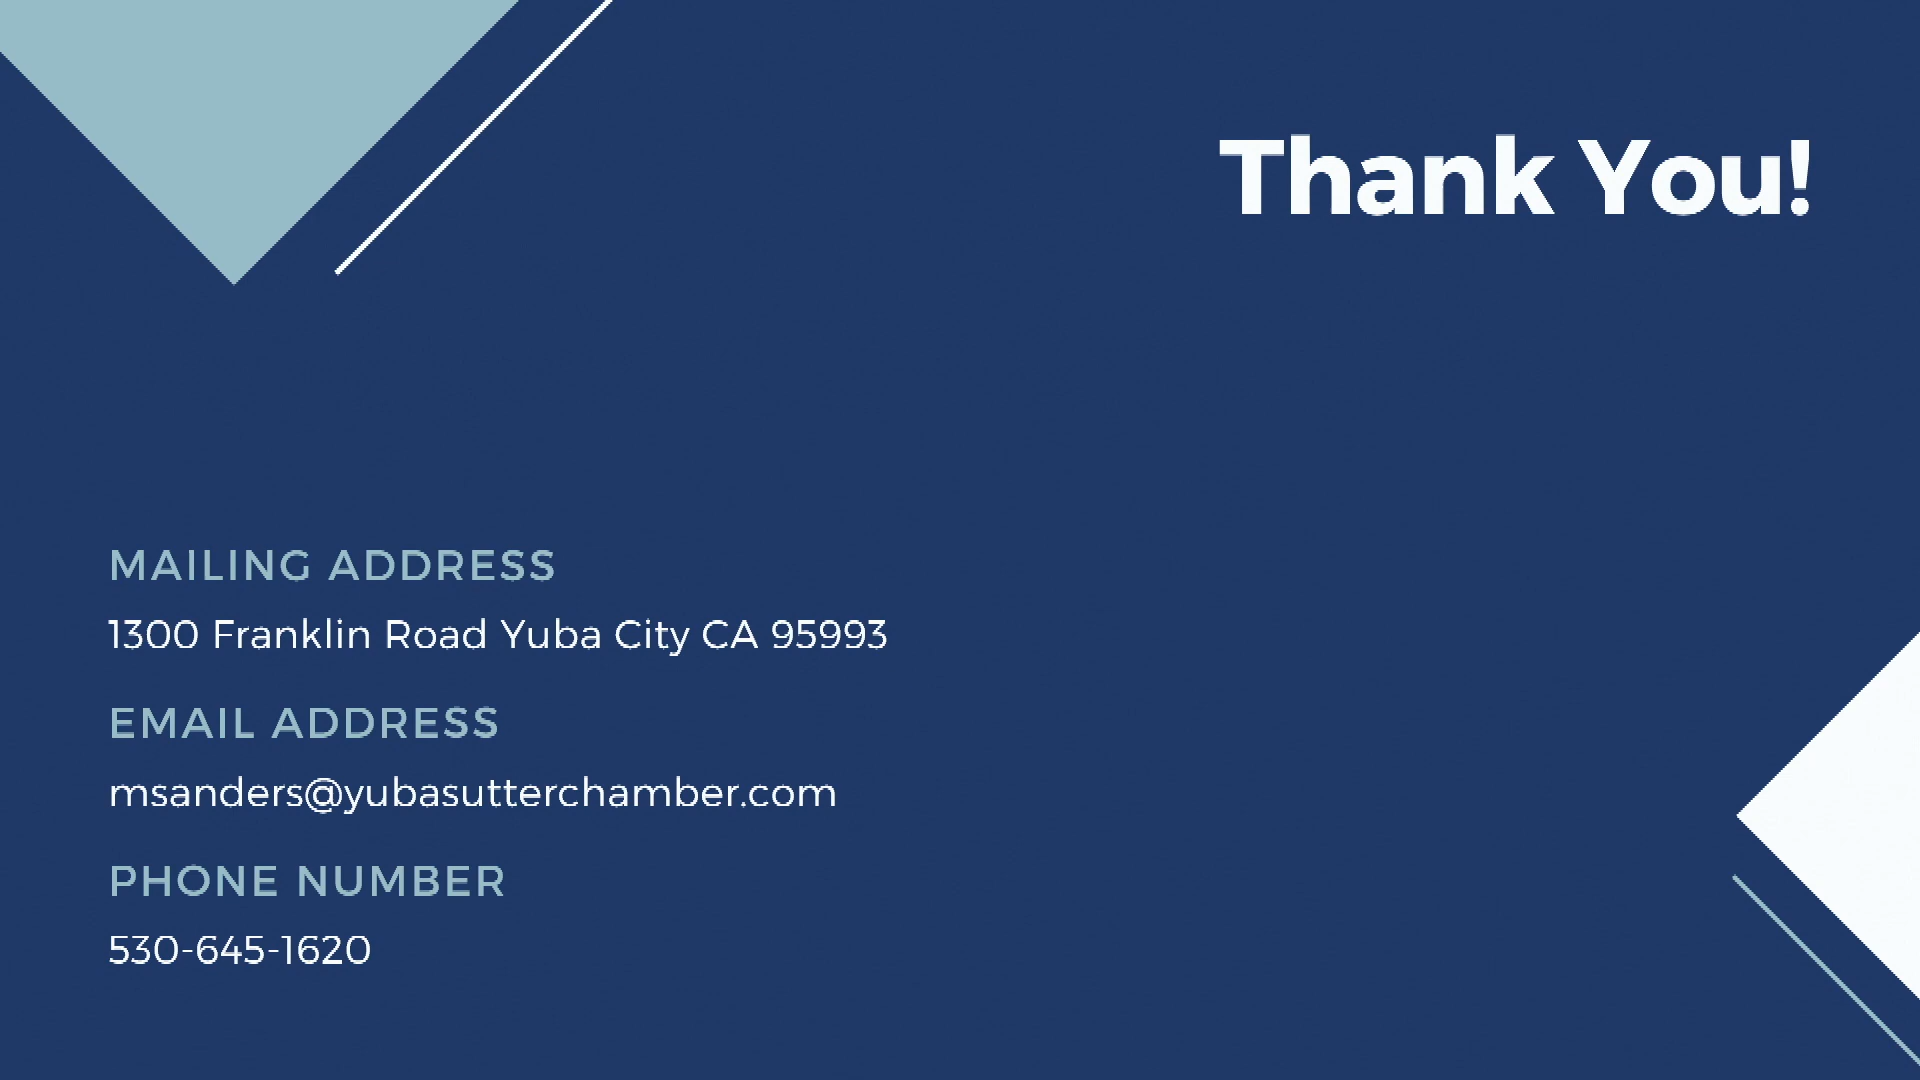 Thank You!
MAILING ADDRESS
1300 Franklin Road Yuba City CA 95993
EMAIL ADDRESS
msanders@yubasutterchamber.com
PHONE NUMBER
530-645-1620